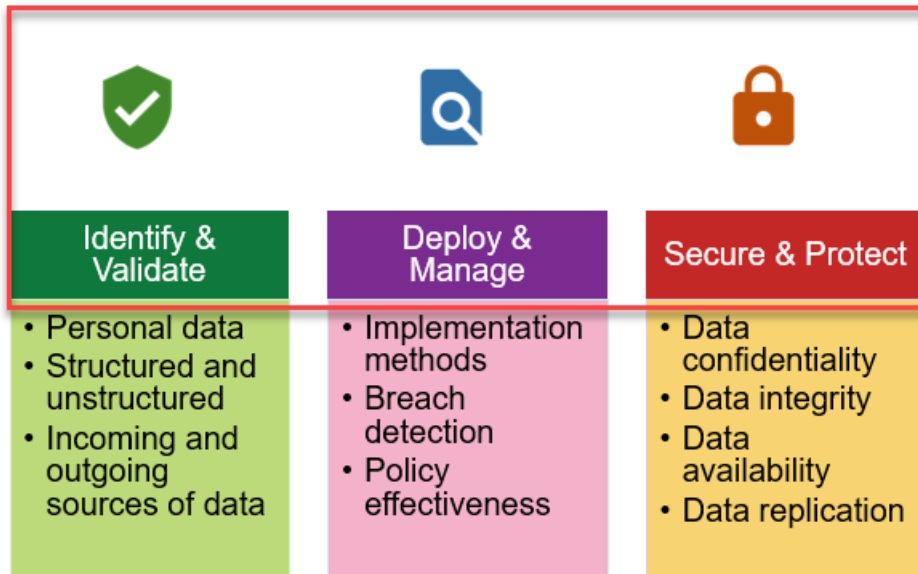 Identify &
Validate
• Personal data
• Structured and
unstructured
• Incoming and
outgoing
sources of data
Deploy &
Manage
• Implementation
methods
• Breach
detection
• Policy
effectiveness
Secure & Protect
• Data
confidentiality
• Data integrity
• Data
availability
• Data replication